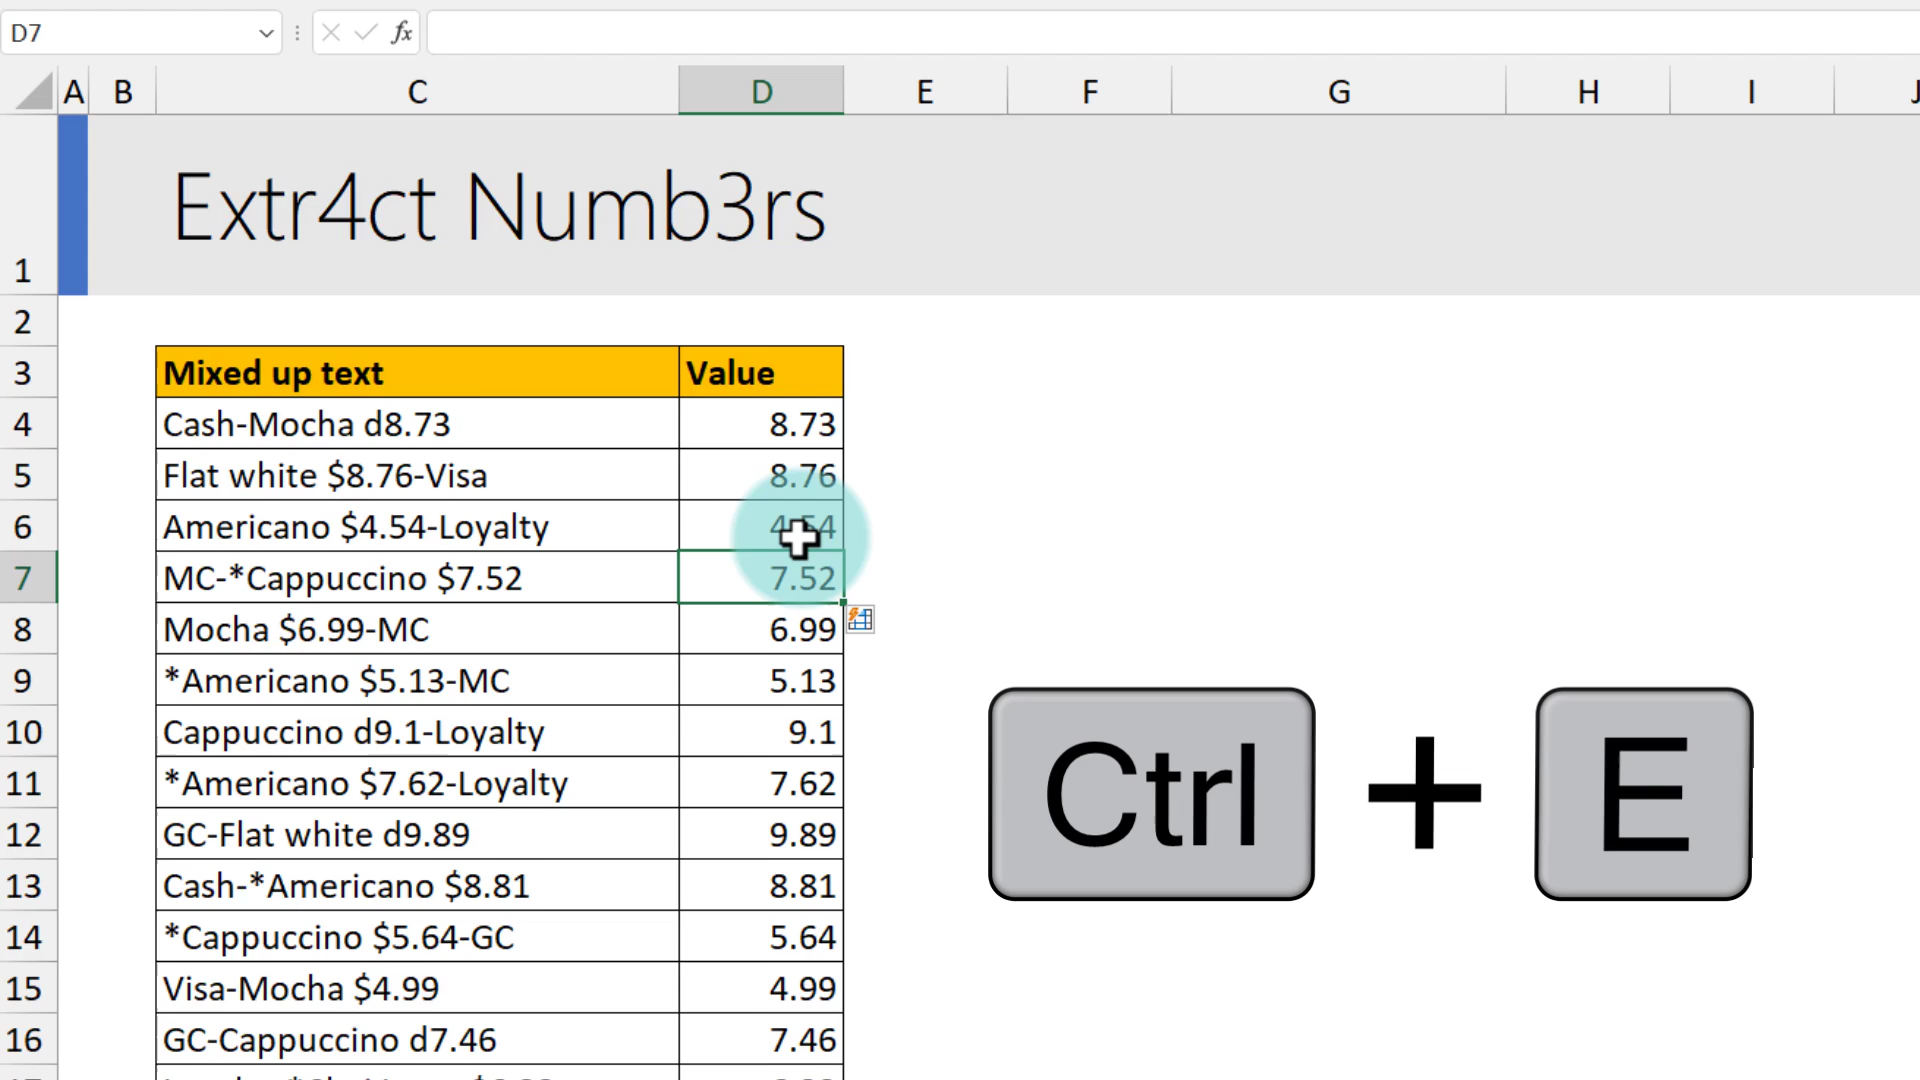 D7
fx
A B C D E F G H I J
1 Extr4ct Numb3rs
2
3 Mixed up text Value
4 Cash-Mocha d8.73 8.73
5 Flat white $8.76-Visa 8.76
6 Americano $4.54-Loyalty 4.54
7 MC-*Cappuccino $7.52 7.52
8 Mocha $6.99-MC 6.99
9 *Americano $5.13-MC 5.13
10 Cappuccino d9.1-Loyalty 9.1
11 *Americano $7.62-Loyalty 7.62
12 GC-Flat white d9.89 9.89
13 Cash-*Americano $8.81 8.81
14 *Cappuccino $5.64-GC 5.64
15 Visa-Mocha $4.99 4.99
16 GC-Cappuccino d7.46 7.46
Ctrl + E